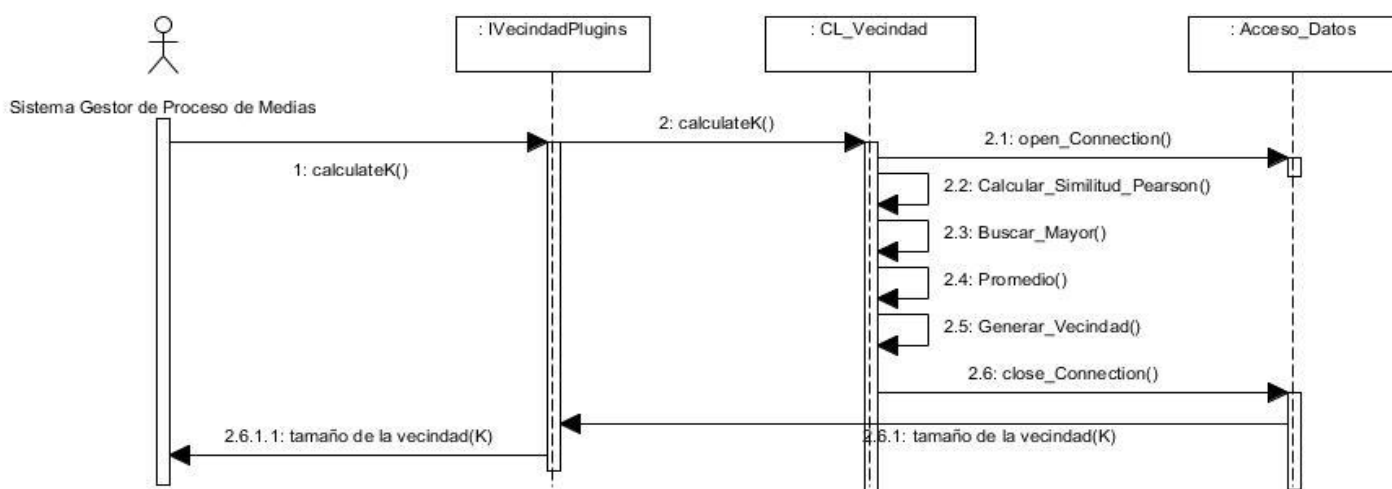 : IVecindadPlugins
: CL_Vecindad
: Acceso_Datos
Sistema Gestor de Proceso de Medias
1: calculateK()
2: calculateK()
2.1: open_Connection()
2.2: Calcular_Similitud_Pearson()
2.3: Buscar_Mayor()
2.4: Promedio()
2.5: Generar_Vecindad()
2.6: close_Connection()
2.6.1: tamaño de la vecindad(K)
2.6.1.1: tamaño de la vecindad(K)